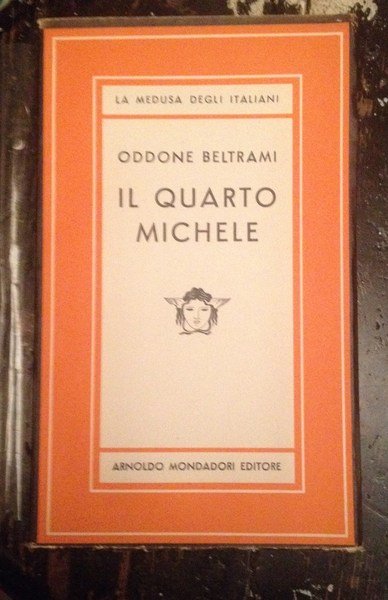 LA MEDUSA DEGLI ITALIANI
ODDONE BELTRAMI
IL QUARTO
MICHELE
ARNOLDO MONDADORI EDITORE